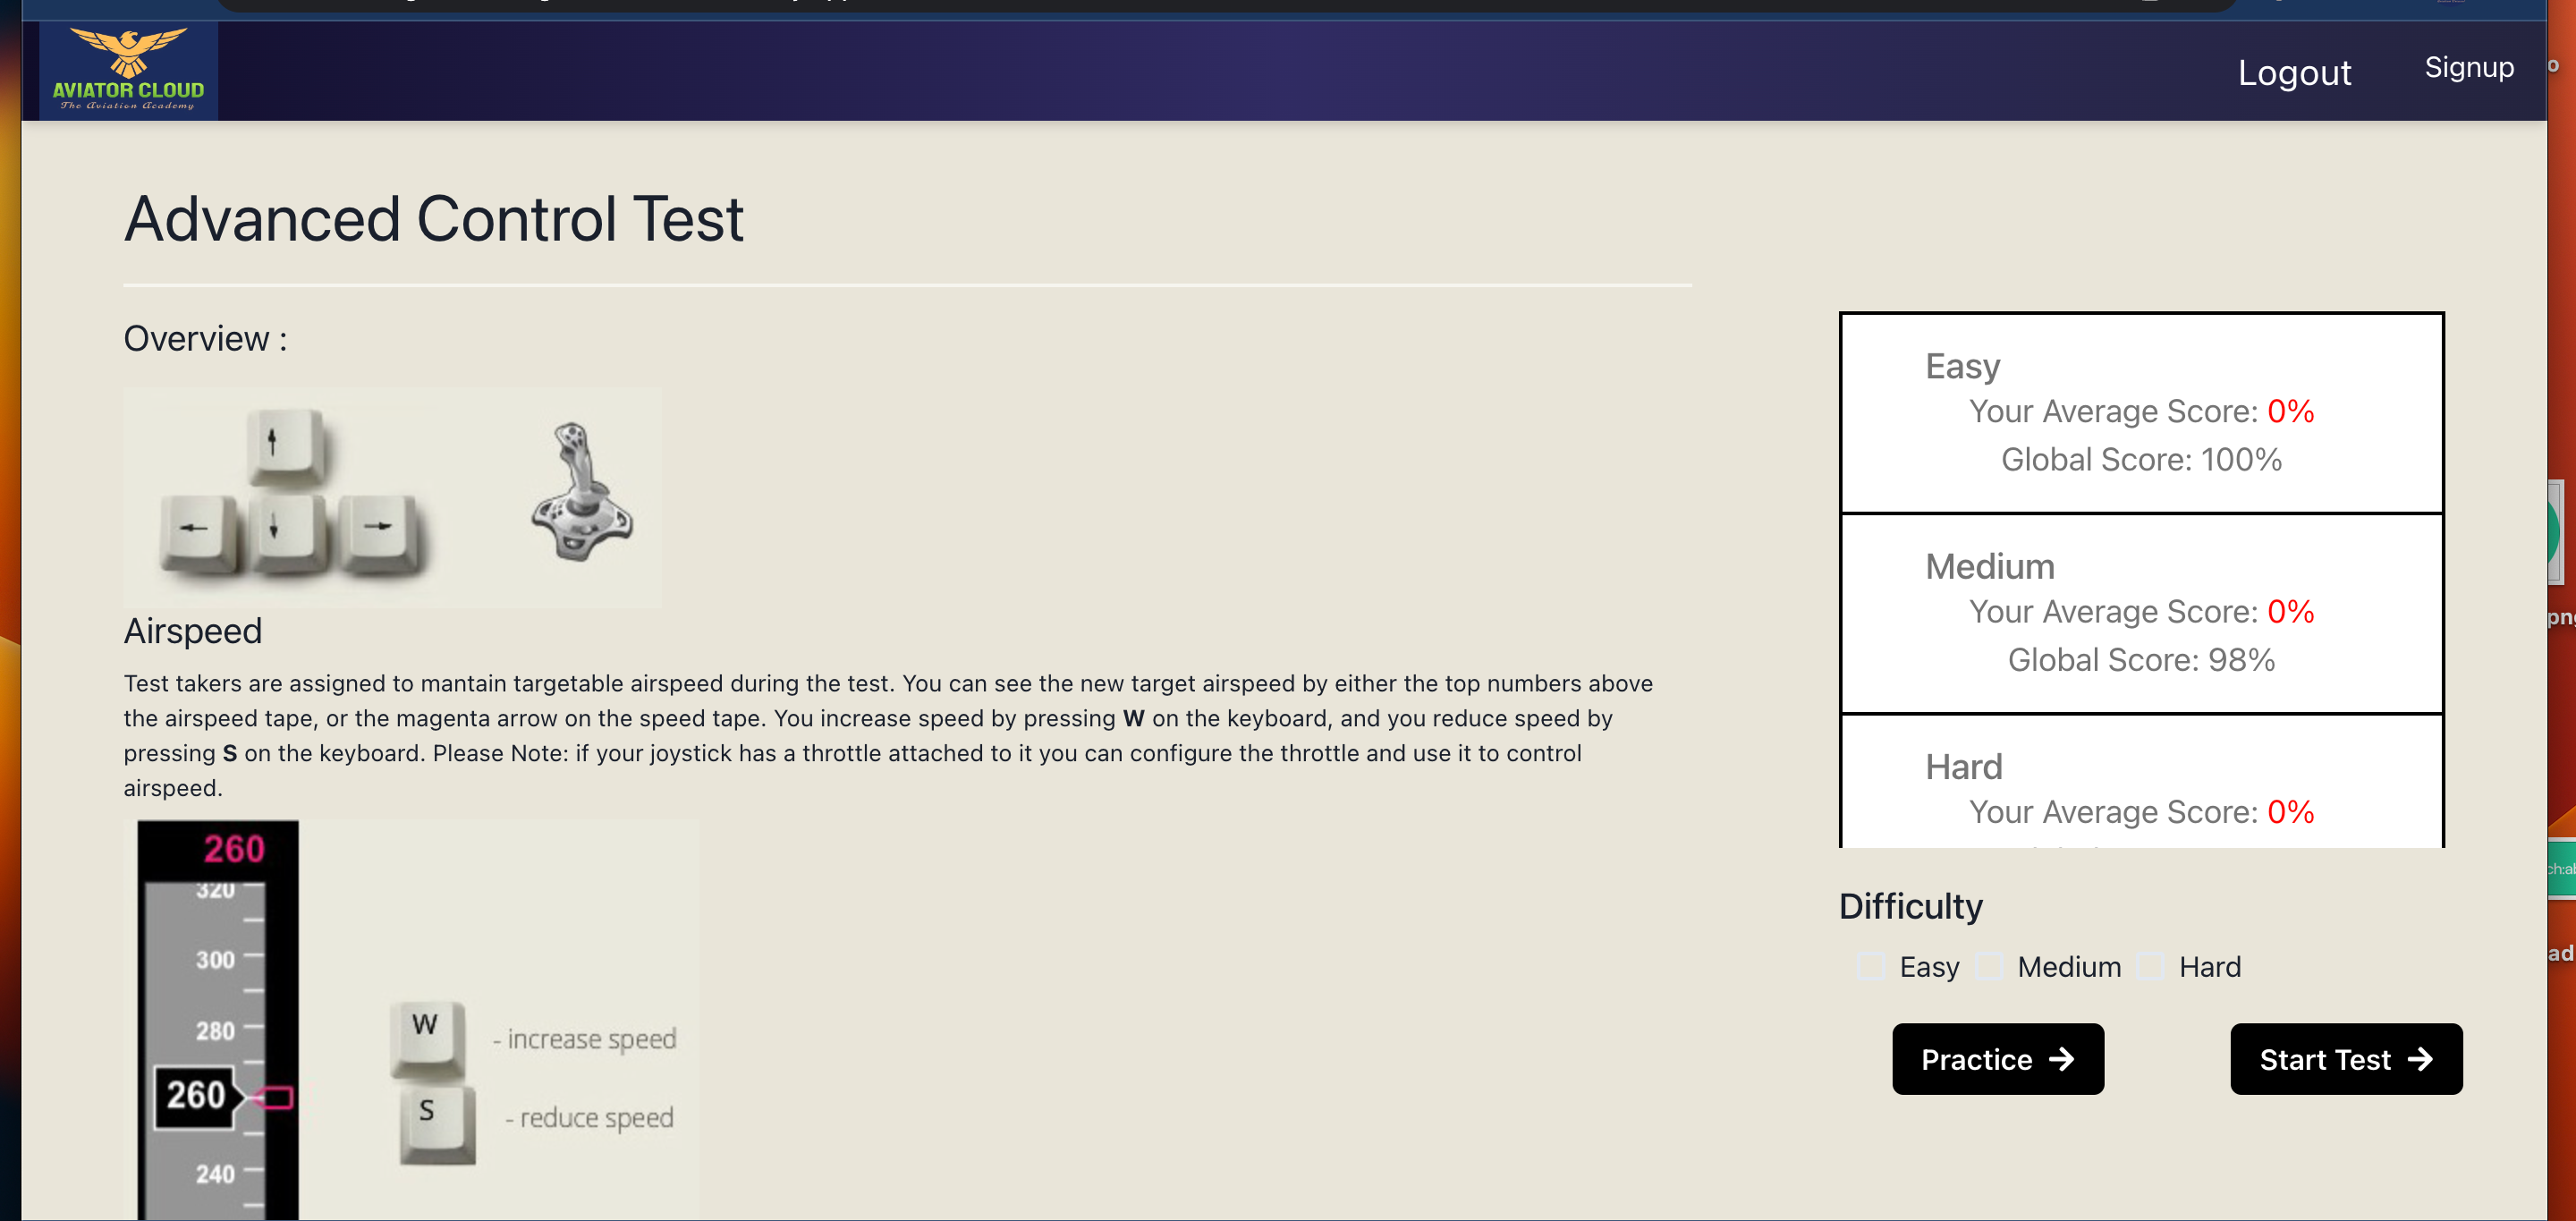 AVIATOR CLOUD
The Aviation Academy
Logout
Signup
Advanced Control Test
Overview :
Airspeed
Test takers are assigned to mantain targetable airspeed during the test. You can see the new target airspeed by either the top numbers above
the airspeed tape, or the magenta arrow on the speed tape. You increase speed by pressing W on the keyboard, and you reduce speed by
pressing S on the keyboard. Please Note: if your joystick has a throttle attached to it you can configure the throttle and use it to control
airspeed.
260
320
300
280
260
240
W
- increase speed
S
- reduce speed
Easy
Your Average Score: 0%
Global Score: 100%
Medium
Your Average Score: 0%
Global Score: 98%
Hard
Your Average Score: 0%
Difficulty
Easy
Medium
Hard
Practice
Start Test